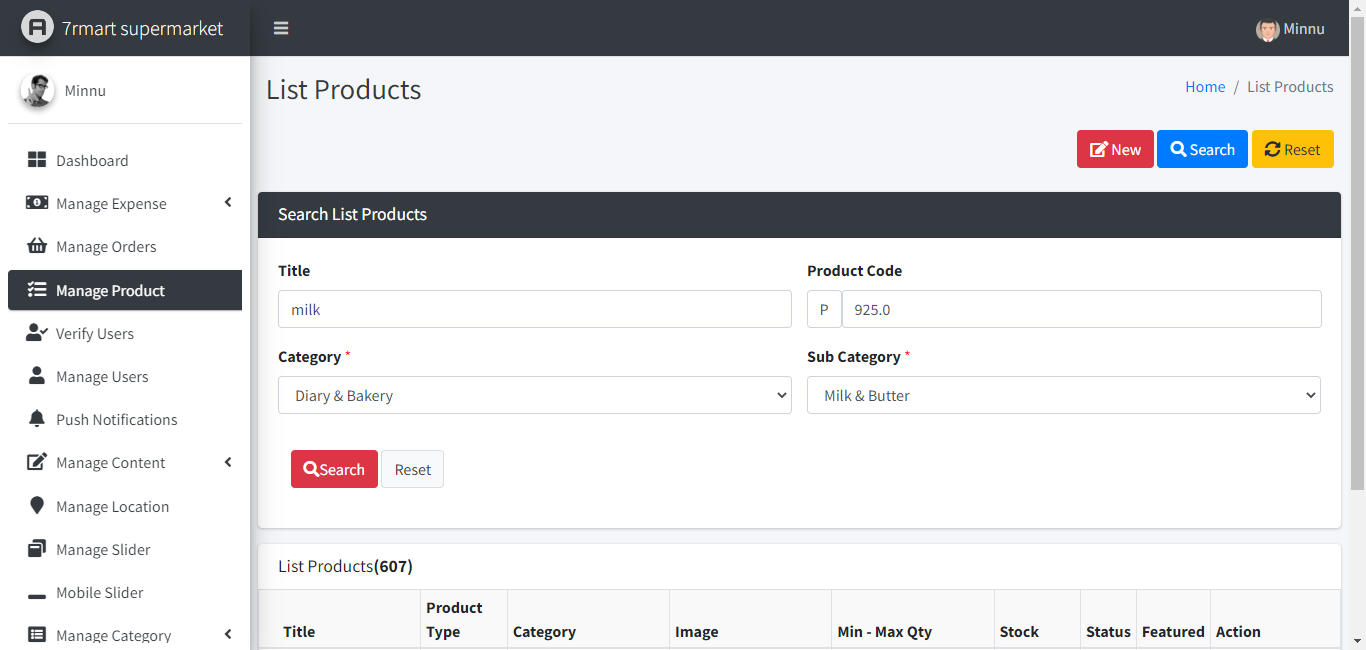 7rmart supermarket
Minnu
Minnu
Dashboard
Manage Expense
Manage Orders
Manage Product
Verify Users
Manage Users
Push Notifications
Manage Content
Manage Location
Manage Slider
Mobile Slider
Manage Category
List Products
Home / List Products
New Search Reset
Search List Products
Title
milk
Product Code
P 925.0
Category *
Diary & Bakery
Sub Category *
Milk & Butter
Search Reset
List Products(607)
Title Product Type Category Image Min - Max Qty Stock Status Featured Action